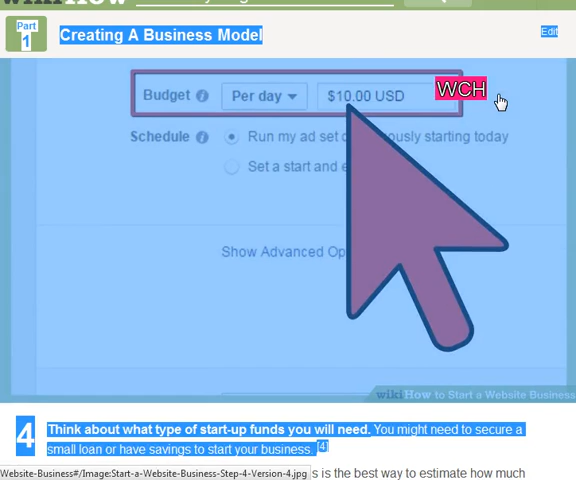 Part
1
Creating A Business Model
Edit
Budget Per day $10.00 USD
WCH
Schedule Run my ad set starting today
Set a start and
Show Advanced
wikiHow to Start a Website Business
4
Think about what type of start-up funds you will need. You might need to secure a
small loan or have savings to start your business. [4]
Website-Business#/Image:Start-a-Website-Business-Step-4-Version-4.jpg
s is the best way to estimate how much